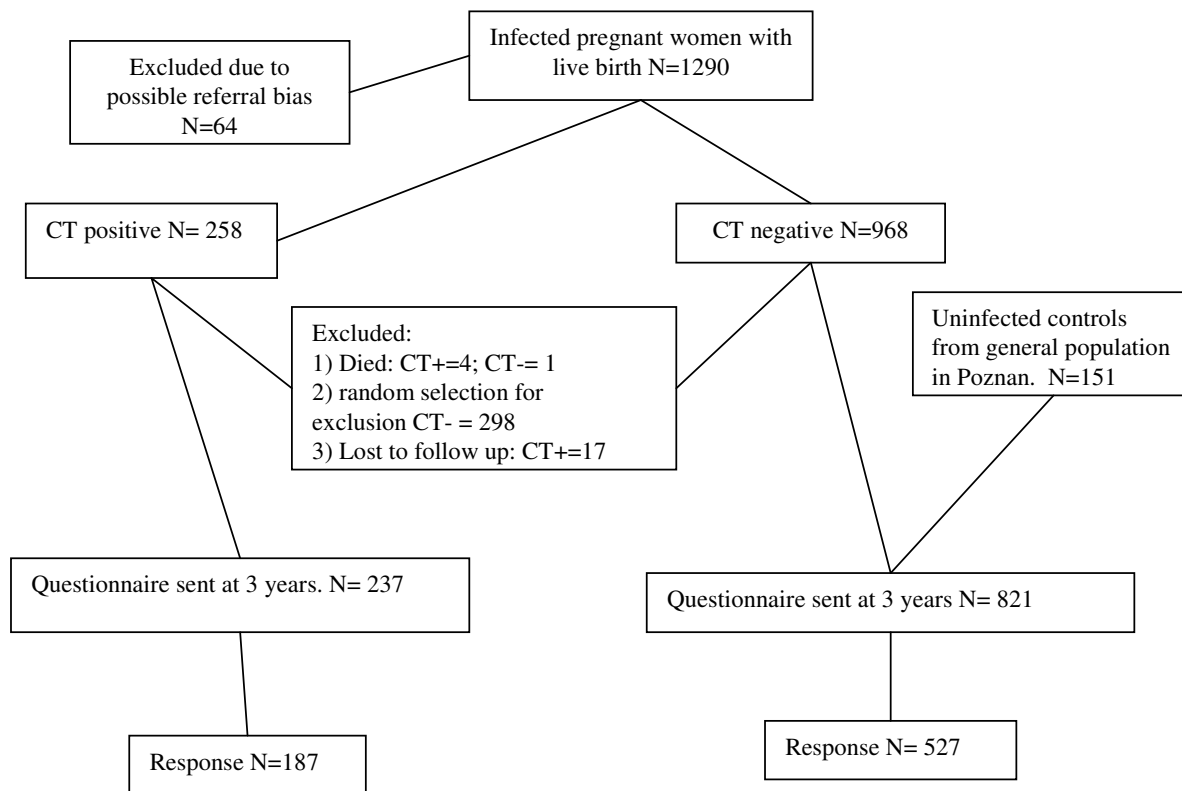 Infected pregnant women with
live birth N=1290
Excluded due to
possible referral bias
N=64
CT positive N= 258
CT negative N=968
Excluded:
1) Died: CT+=4; CT-= 1
2) random selection for
exclusion CT- = 298
3) Lost to follow up: CT+=17
Uninfected controls
from general population
in Poznan. N=151
Questionnaire sent at 3 years. N= 237
Questionnaire sent at 3 years N= 821
Response N=187
Response N= 527